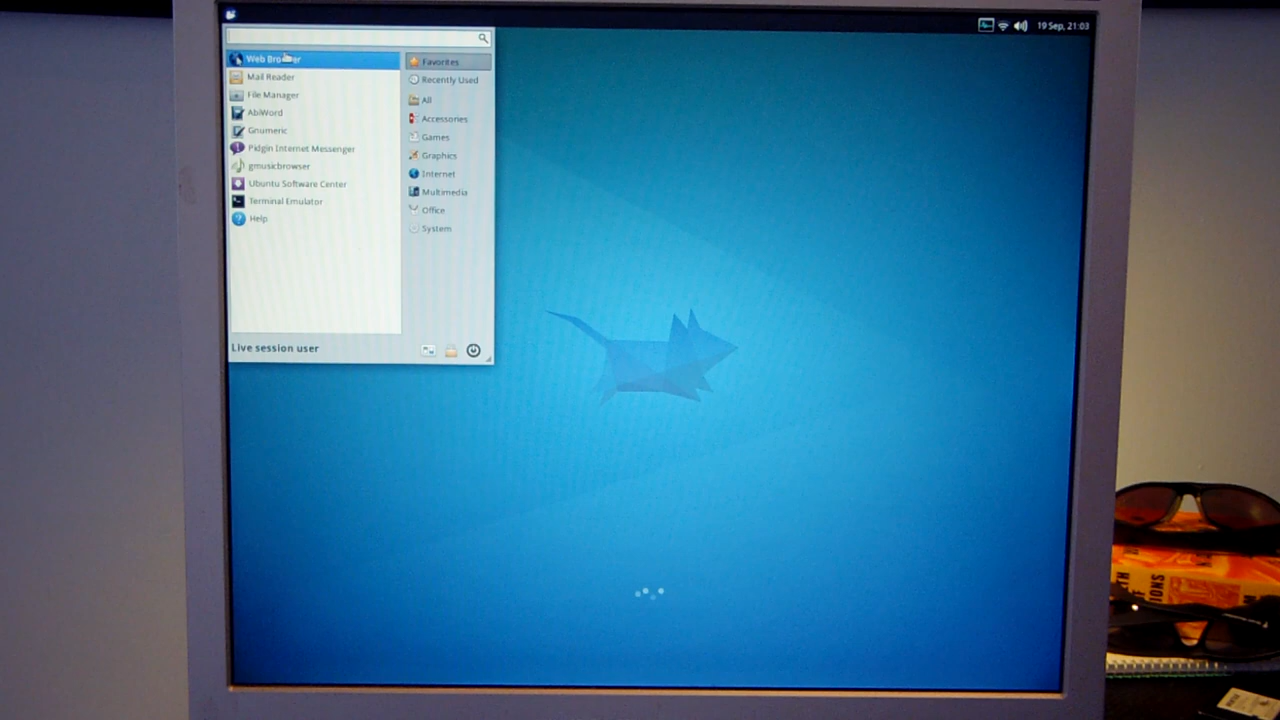 19 Sep, 21:03
Web Browser
Mail Reader
File Manager
AbiWord
Gnumeric
Pidgin Internet Messenger
gmusicbrowser
Ubuntu Software Center
Terminal Emulator
Help
Favorites
Recently Used
All
Accessories
Games
Graphics
Internet
Multimedia
Office
System
Live session user
IONS